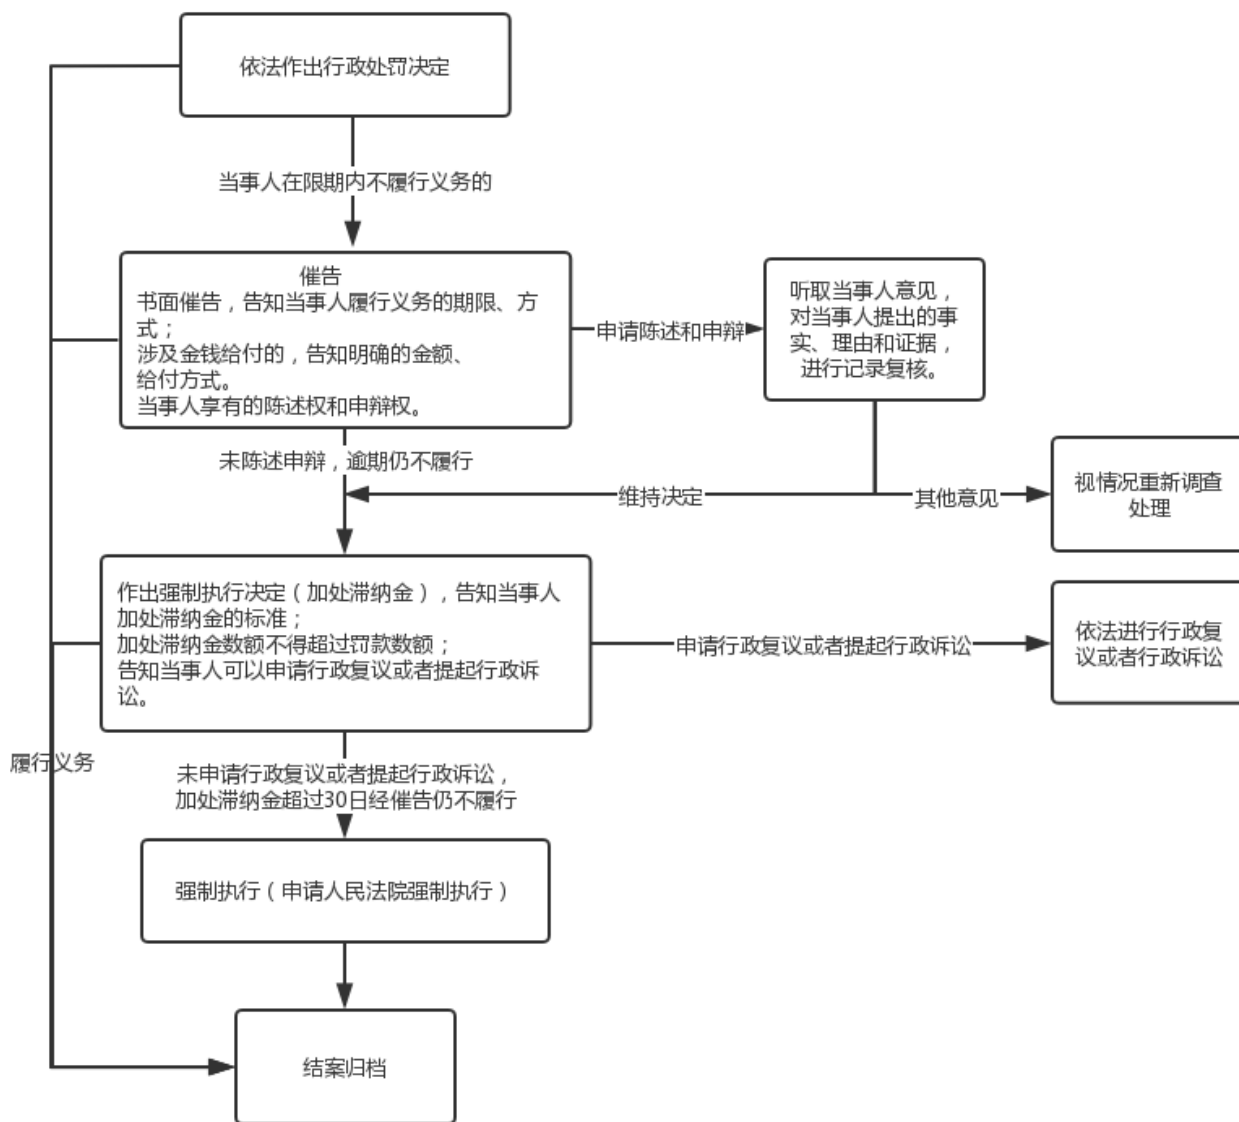 依法作出行政处罚决定
当事人在限期内不履行义务的
催告
书面催告，告知当事人履行义务的期限、方
式；
涉及金钱给付的，告知明确的金额、
给付方式。
当事人享有的陈述权和申辩权。
申请陈述和申辩
听取当事人意见，
对当事人提出的事
实、理由和证据，
进行记录复核。
未陈述申辩，逾期仍不履行
维持决定
其他意见
视情况重新调查
处理
作出强制执行决定（加处滞纳金），告知当事人
加处滞纳金的标准；
加处滞纳金数额不得超过罚款数额；
告知当事人可以申请行政复议或者提起行政诉
讼。
申请行政复议或者提起行政诉讼
依法进行行政复
议或者行政诉讼
履行义务
未申请行政复议或者提起行政诉讼，
加处滞纳金超过30日经催告仍不履行
强制执行（申请人民法院强制执行）
结案归档